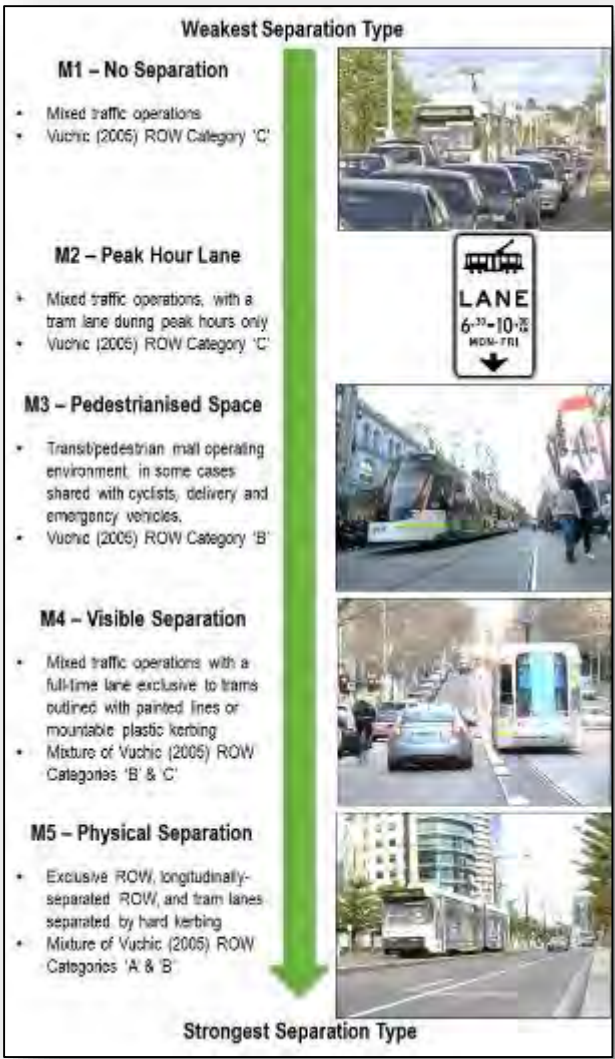 Weakest Separation Type
M1 – No Separation
• Mixed traffic operations
• Vuchic (2005) ROW Category 'C'
M2 – Peak Hour Lane
• Mixed traffic operations, with a
tram lane during peak hours only
• Vuchic (2005) ROW Category 'C'
LANE
6·30-10·30
AM
MON-FRI
M3 – Pedestrianised Space
• Transit/pedestrian mall operating
environment, in some cases
shared with cyclists, delivery and
emergency vehicles.
• Vuchic (2005) ROW Category 'B'
M4 – Visible Separation
• Mixed traffic operations with a
full-time lane exclusive to trams
outlined with painted lines or
mountable plastic kerbing
• Mixture of Vuchic (2005) ROW
Categories 'B' & 'C'
M5 – Physical Separation
• Exclusive ROW, longitudinally-
separated ROW, and tram lanes
separated by hard kerbing
• Mixture of Vuchic (2005) ROW
Categories 'A' & 'B'
Strongest Separation Type